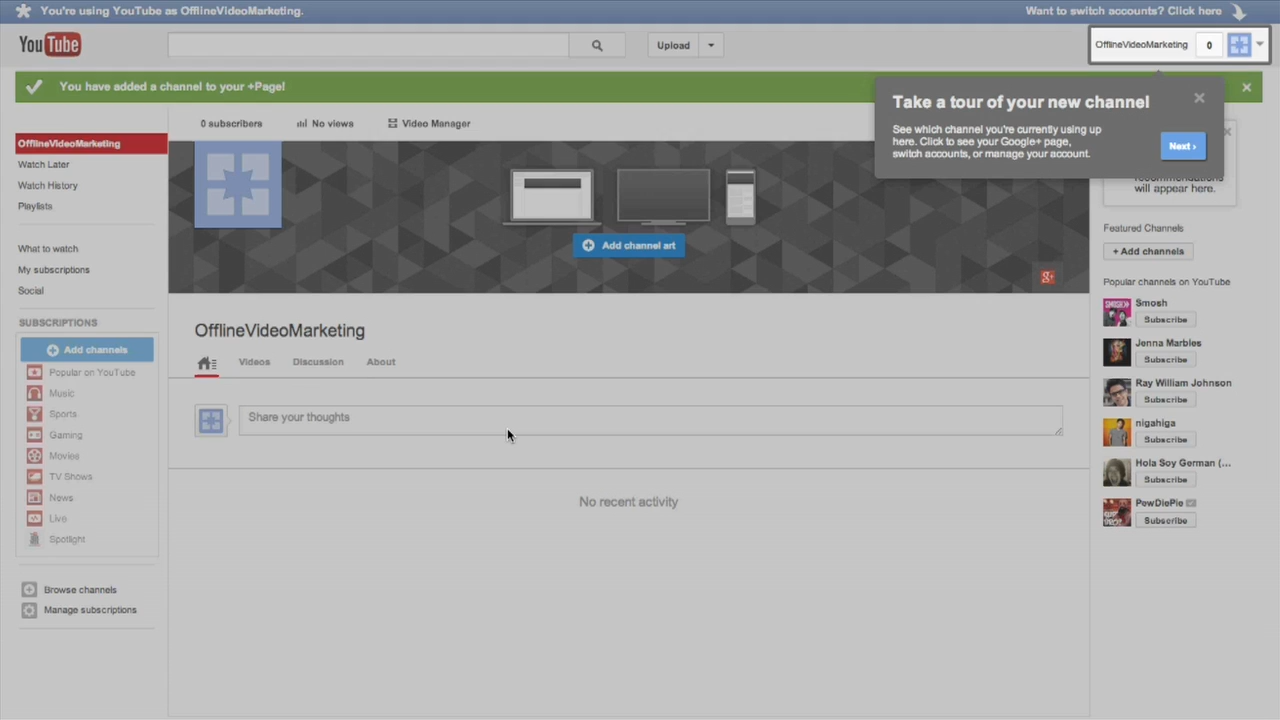 You're using YouTube as OfflineVideoMarketing.
Want to switch accounts? Click here
YouTube
Upload
OfflineVideoMarketing
0
You have added a channel to your +Page!
Take a tour of your new channel
See which channel you're currently using up
here. Click to see your Google+ page,
switch accounts, or manage your account.
Next ›
recommendations
will appear here.
0 subscribers
No views
Video Manager
OfflineVideoMarketing
Watch Later
Watch History
Playlists
What to watch
My subscriptions
Social
SUBSCRIPTIONS
Add channels
Popular on YouTube
Music
Sports
Gaming
Movies
TV Shows
News
Live
Spotlight
Browse channels
Manage subscriptions
Add channel art
OfflineVideoMarketing
Videos
Discussion
About
Share your thoughts
No recent activity
Featured Channels
+ Add channels
Popular channels on YouTube
Smosh
Subscribe
Jenna Marbles
Subscribe
Ray William Johnson
Subscribe
nigahiga
Subscribe
Hola Soy German (...
Subscribe
PewDiePie
Subscribe